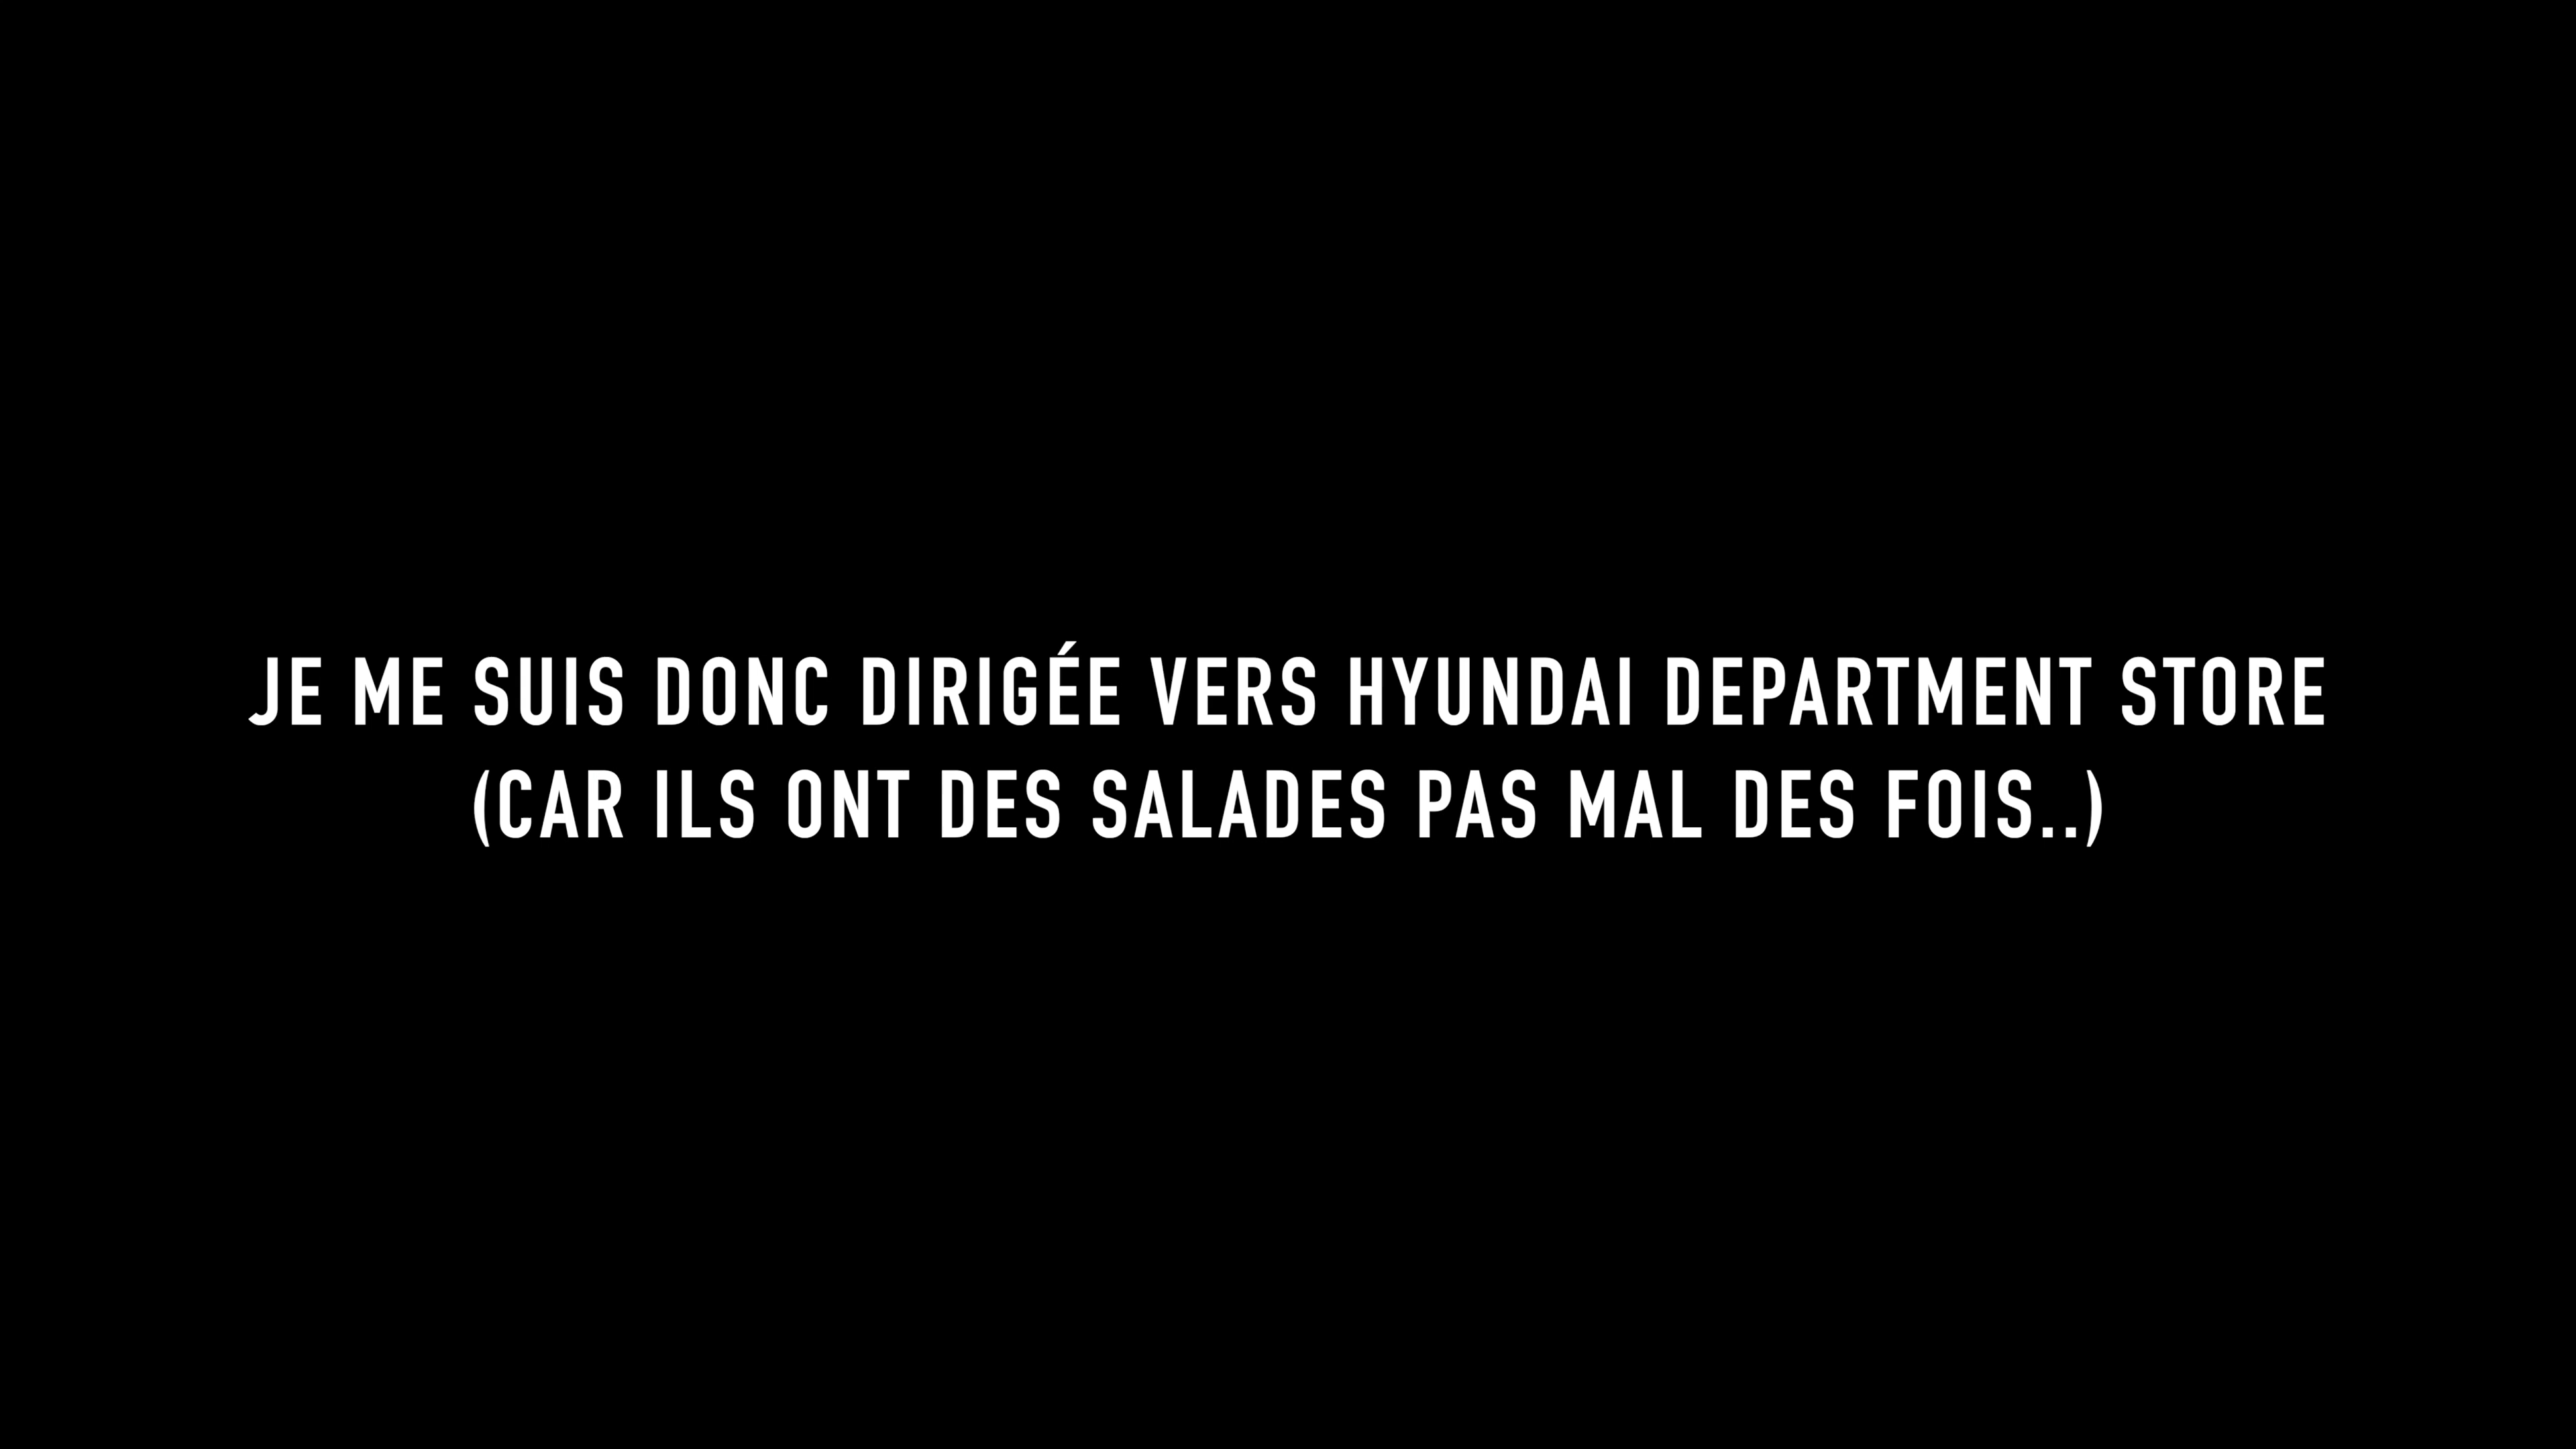 JE ME SUIS DONC DIRIGÉE VERS HYUNDAI DEPARTMENT STORE
(CAR ILS ONT DES SALADES PAS MAL DES FOIS..)